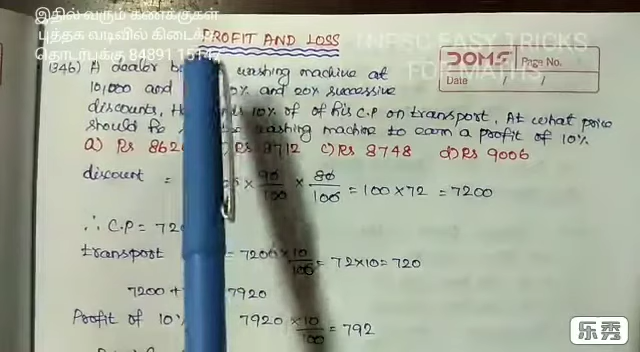 இதில் வரும் கணக்குகள்
புத்தக வடிவில் கிடைக்
தொடர்புக்கு 84891 15147
PROFIT AND LOSS
TNPSC EASY TRICKS
FOR MATHS
DOMS Page No.
Date / /
346) A dealer b washing machine at
10,000 and 0% and 20% successive
discounts, H 10% of of his C.P on transport. At what price
should he washing machine to earn a profit of 10%.
a) Rs 862 Rs 8712 c) Rs 8748 d) Rs 9006
discount = × 90/100 × 80/100 = 100 × 72 = 7200
∴ C.P = 72
transport = 7200 × 10/100 = 72 × 10 = 720
7200 + 7920
Profit of 10% 7920 × 10/100 = 792
乐秀